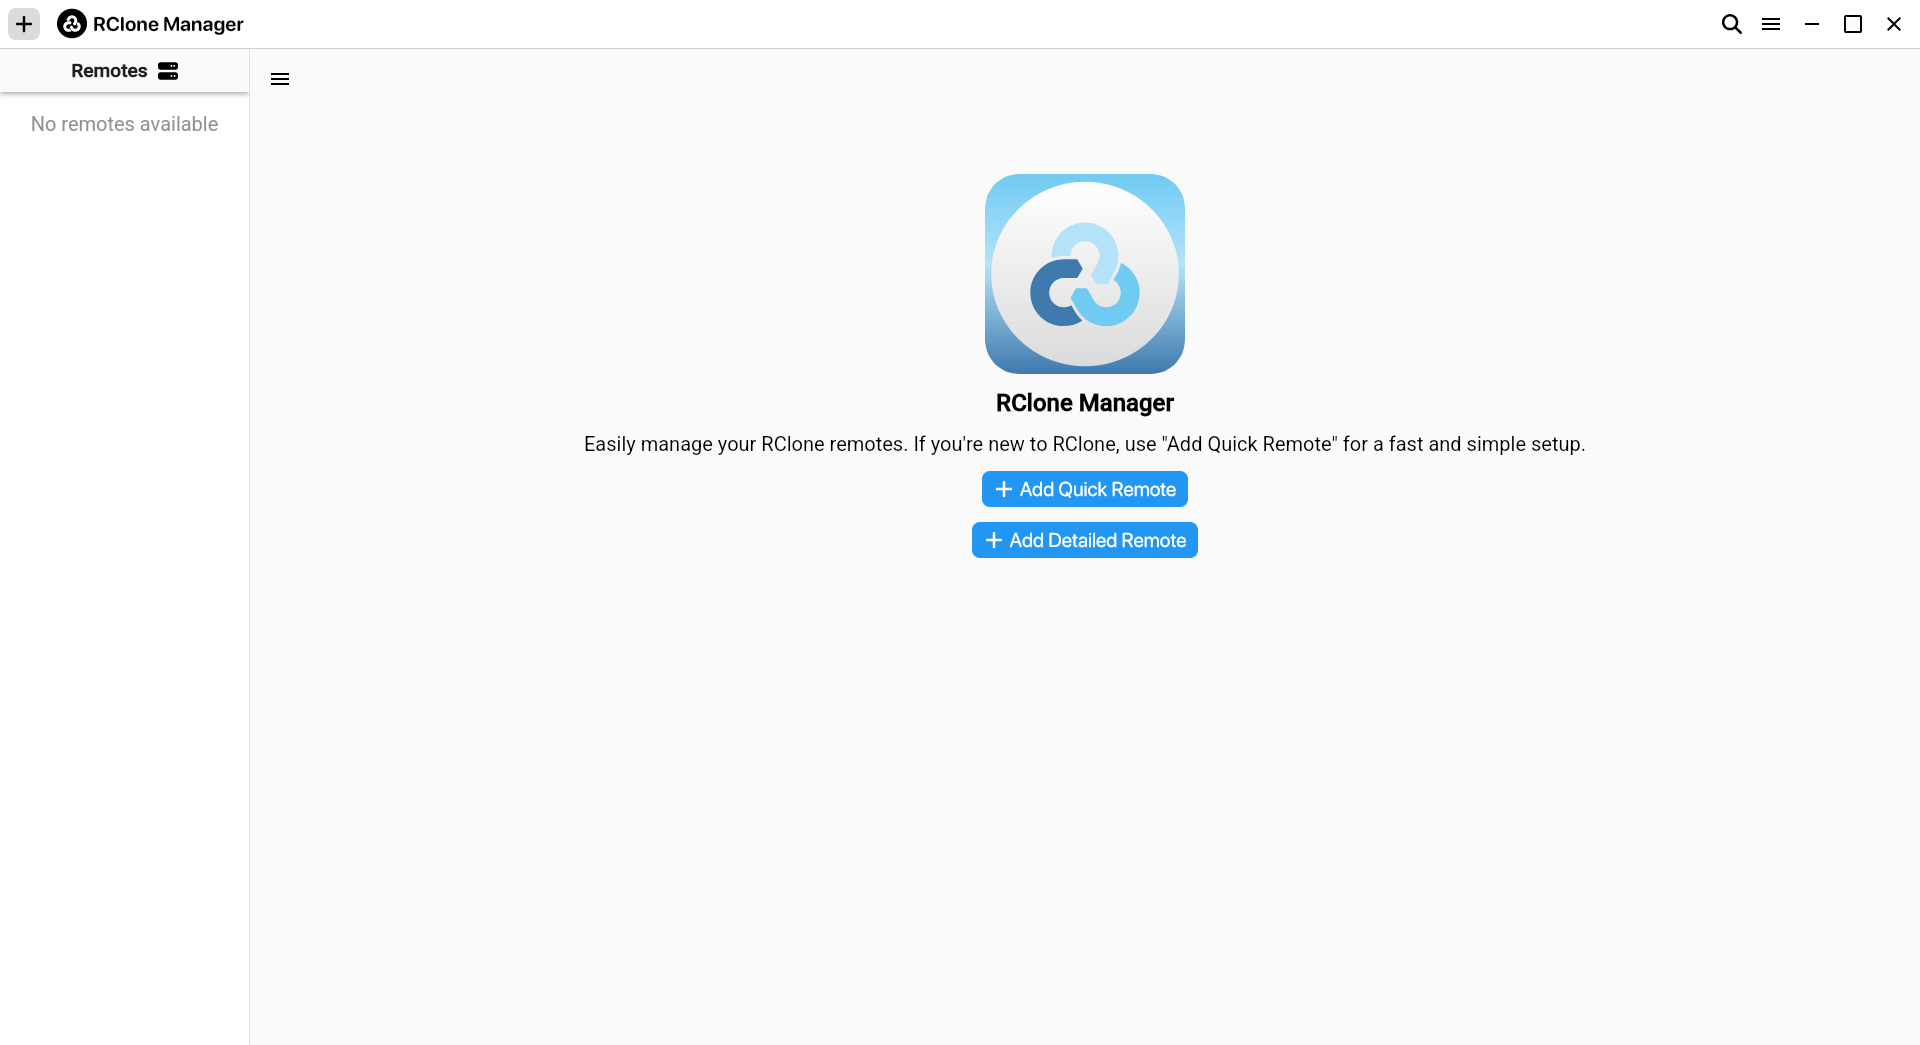 RClone Manager
Remotes
No remotes available
RClone Manager
Easily manage your RClone remotes. If you're new to RClone, use "Add Quick Remote" for a fast and simple setup.
Add Quick Remote
Add Detailed Remote